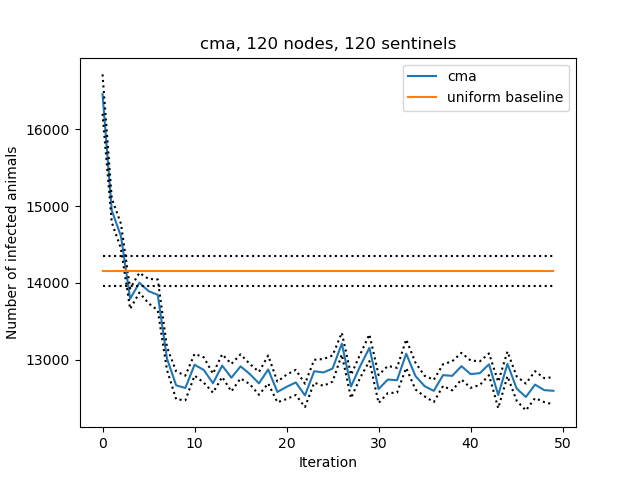 cma, 120 nodes, 120 sentinels
cma
uniform baseline
Number of infected animals
16000
15000
14000
13000
0
10
20
30
40
50
Iteration